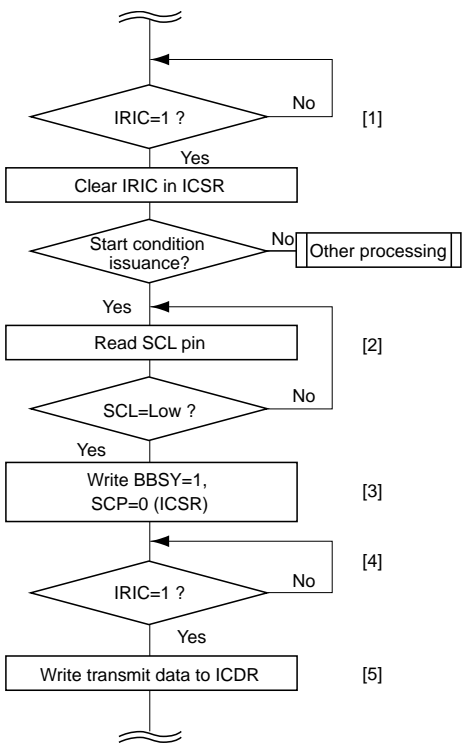 IRIC=1 ?
No
[1]
Yes
Clear IRIC in ICSR
Start condition
issuance?
No
Other processing
Yes
Read SCL pin
[2]
SCL=Low ?
No
Yes
Write BBSY=1,
SCP=0 (ICSR)
[3]
[4]
IRIC=1 ?
No
Yes
Write transmit data to ICDR
[5]